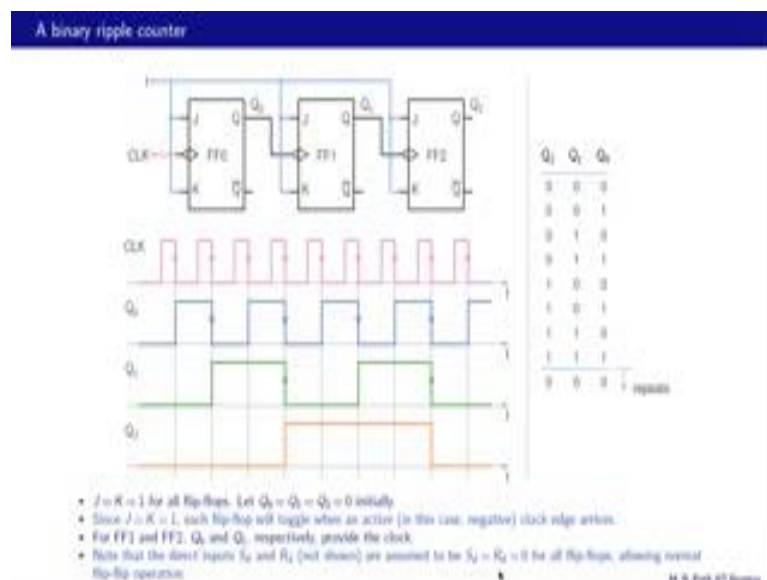 A binary ripple counter
1
Q₀ Q₁ Q₂
J Q J Q J Q
CLK FF0 FF1 FF2
K Q̅ K Q̅ K Q̅
CLK
t
Q₀
t
Q₁
t
Q₂
t
Q₂ Q₁ Q₀
0 0 0
0 0 1
0 1 0
0 1 1
1 0 0
1 0 1
1 1 0
1 1 1
0 0 0 repeats
• J = K = 1 for all flip-flops. Let Q₀ = Q₁ = Q₂ = 0 initially.
• Since J = K = 1, each flip-flop will toggle when an active (in this case, negative) clock edge arrives.
• For FF1 and FF2, Q₀ and Q₁, respectively, provide the clock.
• Note that the direct inputs S_d and R_d (not shown) are assumed to be S_d = R_d = 0 for all flip-flops, allowing normal
flip-flop operation.